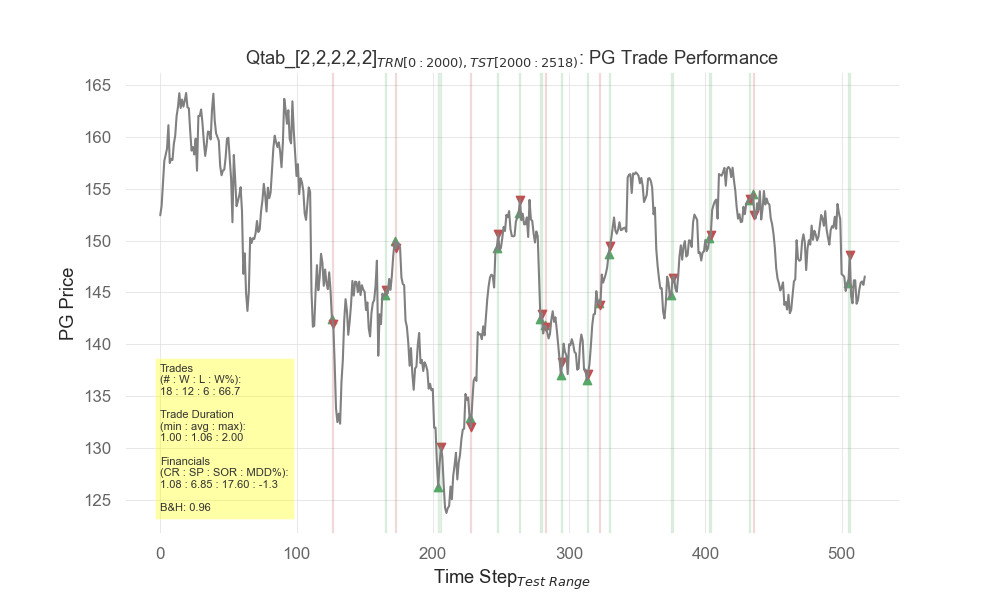 Qtab_[2,2,2,2,2]TRN[0 : 2000), TST[2000 : 2518): PG Trade Performance
165
160
155
150
145
140
135
130
125
PG Price
Trades
(# : W : L : W%):
18 : 12 : 6 : 66.7
Trade Duration
(min : avg : max):
1.00 : 1.06 : 2.00
Financials
(CR : SP : SOR : MDD%):
1.08 : 6.85 : 17.60 : -1.3
B&H: 0.96
0 100 200 300 400 500
Time StepTest Range